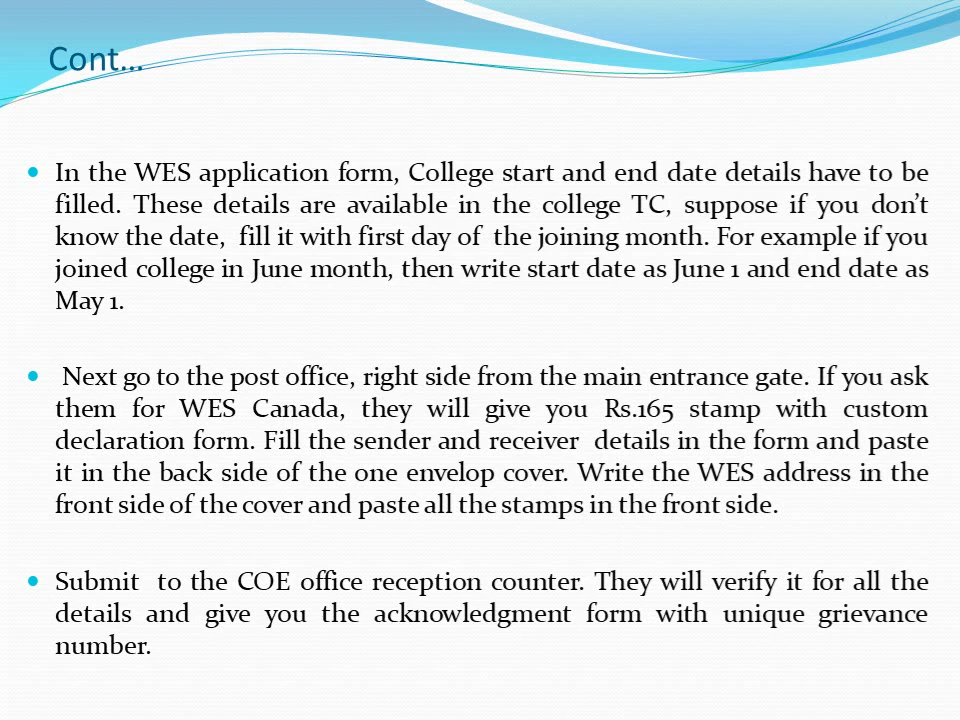 Cont...
• In the WES application form, College start and end date details have to be
filled. These details are available in the college TC, suppose if you don’t
know the date, fill it with first day of the joining month. For example if you
joined college in June month, then write start date as June 1 and end date as
May 1.
• Next go to the post office, right side from the main entrance gate. If you ask
them for WES Canada, they will give you Rs.165 stamp with custom
declaration form. Fill the sender and receiver details in the form and paste
it in the back side of the one envelop cover. Write the WES address in the
front side of the cover and paste all the stamps in the front side.
• Submit to the COE office reception counter. They will verify it for all the
details and give you the acknowledgment form with unique grievance
number.